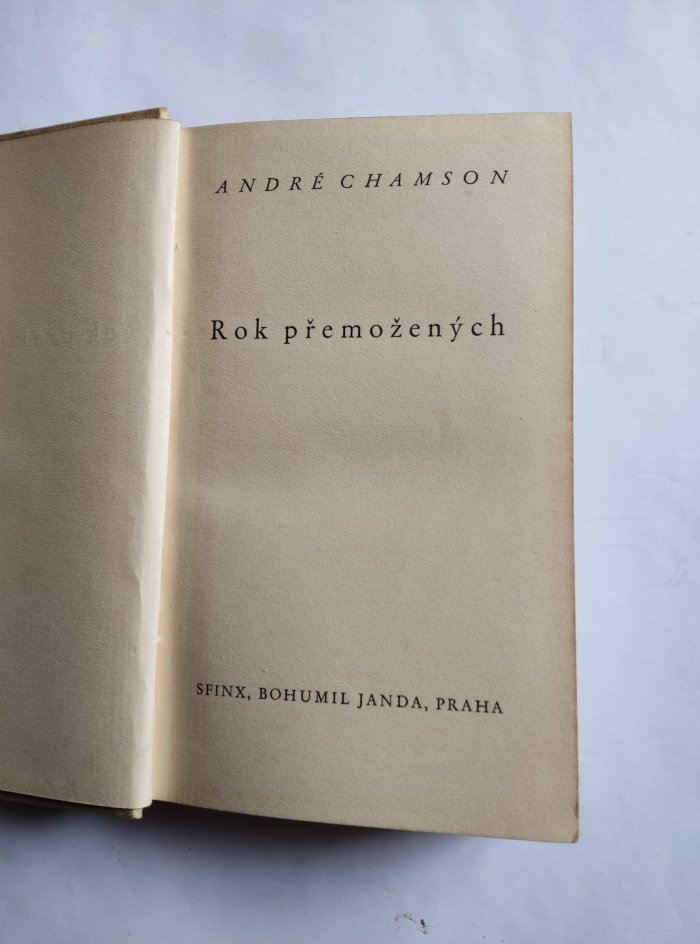 ANDRÉ CHAMSON
Rok přemožených
SFINX, BOHUMIL JANDA, PRAHA